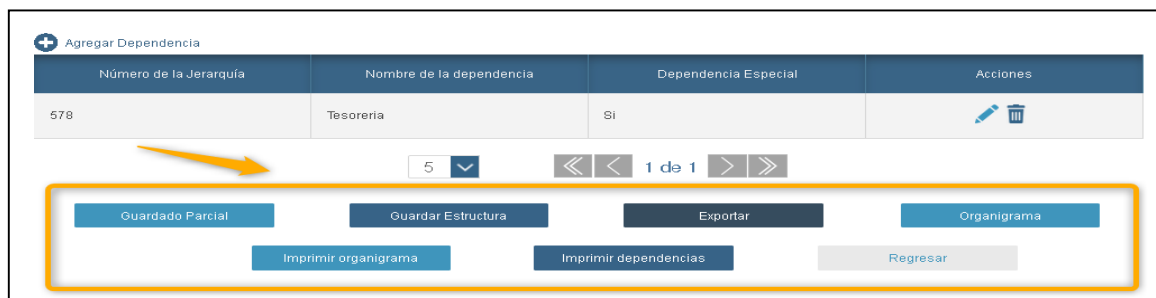 Agregar Dependencia
Número de la Jerarquía Nombre de la dependencia Dependencia Especial Acciones
578 Tesoreria Si
5 1 de 1
Guardado Parcial Guardar Estructura Exportar Organigrama
Imprimir organigrama Imprimir dependencias Regresar